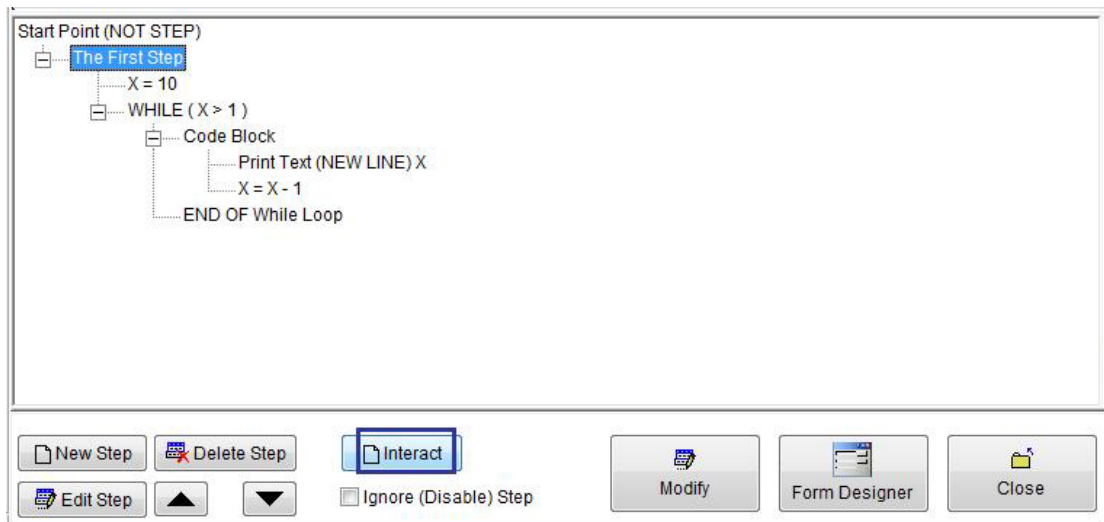 Start Point (NOT STEP)
The First Step
X = 10
WHILE ( X > 1 )
Code Block
Print Text (NEW LINE) X
X = X - 1
END OF While Loop
New Step
Delete Step
Interact
Modify
Form Designer
Close
Edit Step
Ignore (Disable) Step